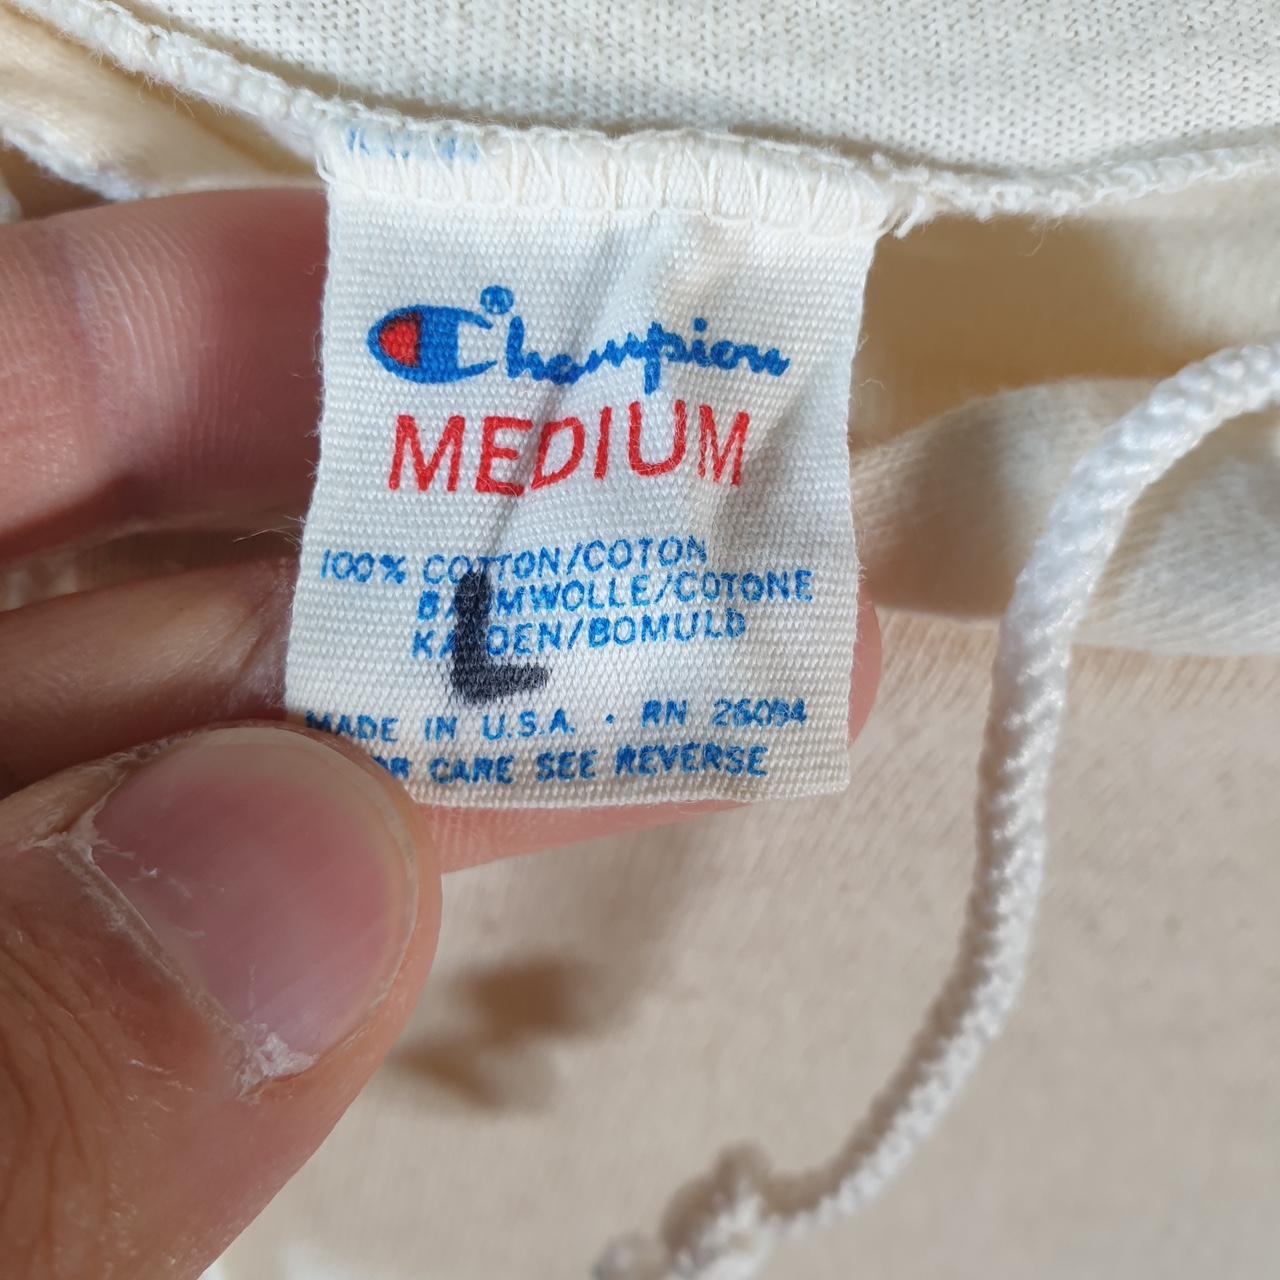 Champion®
MEDIUM
100% COTTON/COTON
BAUMWOLLE/COTONE
KATOEN/BOMULD
L
MADE IN U.S.A. · RN 26094
FOR CARE SEE REVERSE